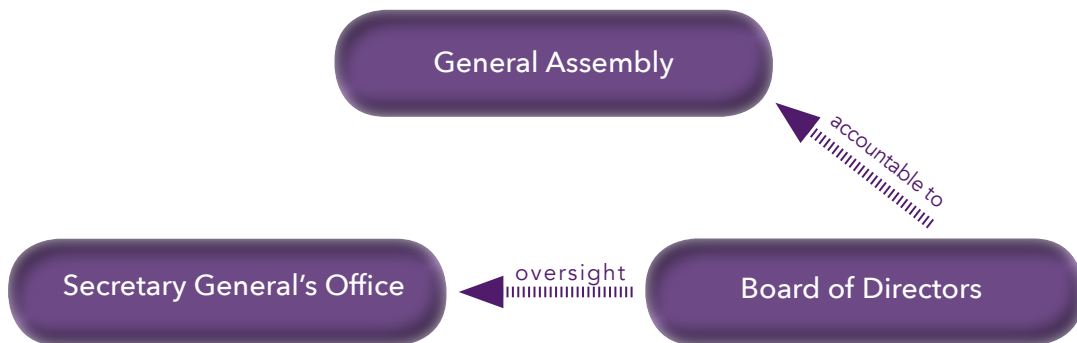 General Assembly
accountable to
Secretary General's Office
oversight
Board of Directors